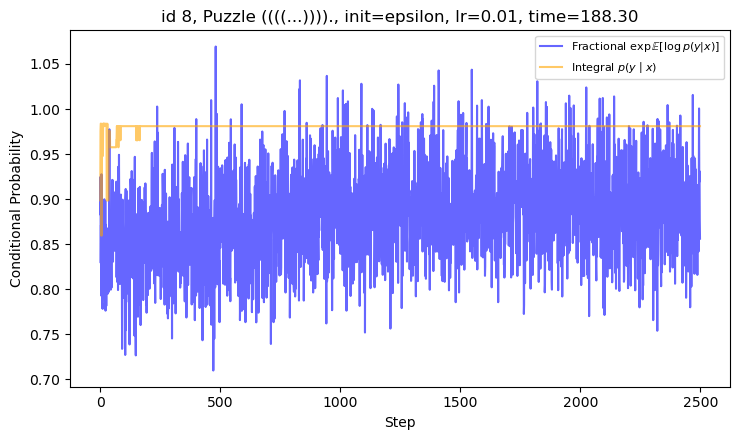 id 8, Puzzle ((((...))))., init=epsilon, lr=0.01, time=188.30
Fractional exp𝔼[log p(y|x)]
Integral p(y | x)
Conditional Probability
1.05
1.00
0.95
0.90
0.85
0.80
0.75
0.70
0
500
1000
1500
2000
2500
Step